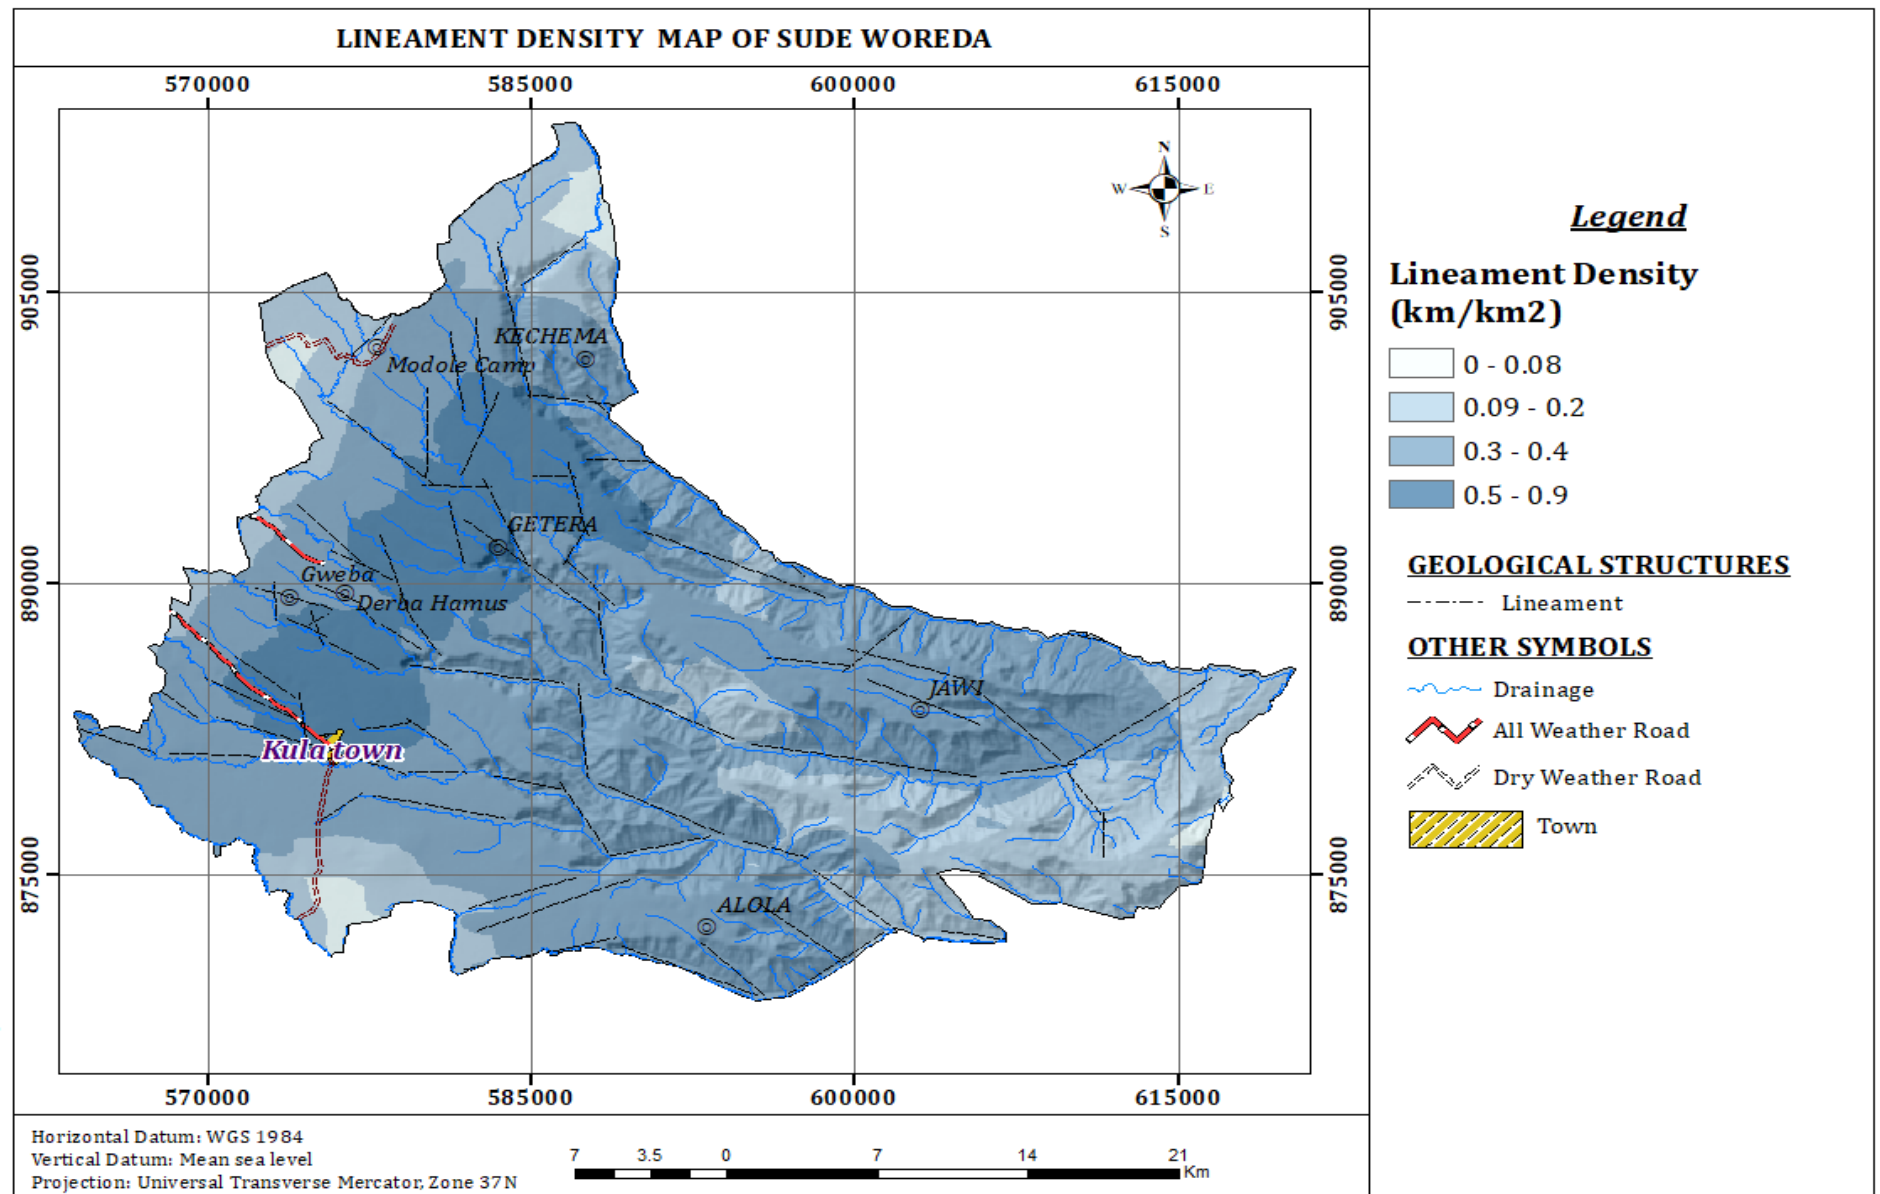 LINEAMENT DENSITY MAP OF SUDE WOREDA
570000 585000 600000 615000
N
W E
S
905000 905000
KECHEMA
Modole Camp
GETERA
890000 890000
Gweba
Derba Hamus
JAWI
Kula town
875000 875000
ALOLA
570000 585000 600000 615000
Horizontal Datum: WGS 1984
Vertical Datum: Mean sea level
Projection: Universal Transverse Mercator, Zone 37N
7 3.5 0 7 14 21
Km
Legend
Lineament Density
(km/km2)
0 - 0.08
0.09 - 0.2
0.3 - 0.4
0.5 - 0.9
GEOLOGICAL STRUCTURES
Lineament
OTHER SYMBOLS
Drainage
All Weather Road
Dry Weather Road
Town